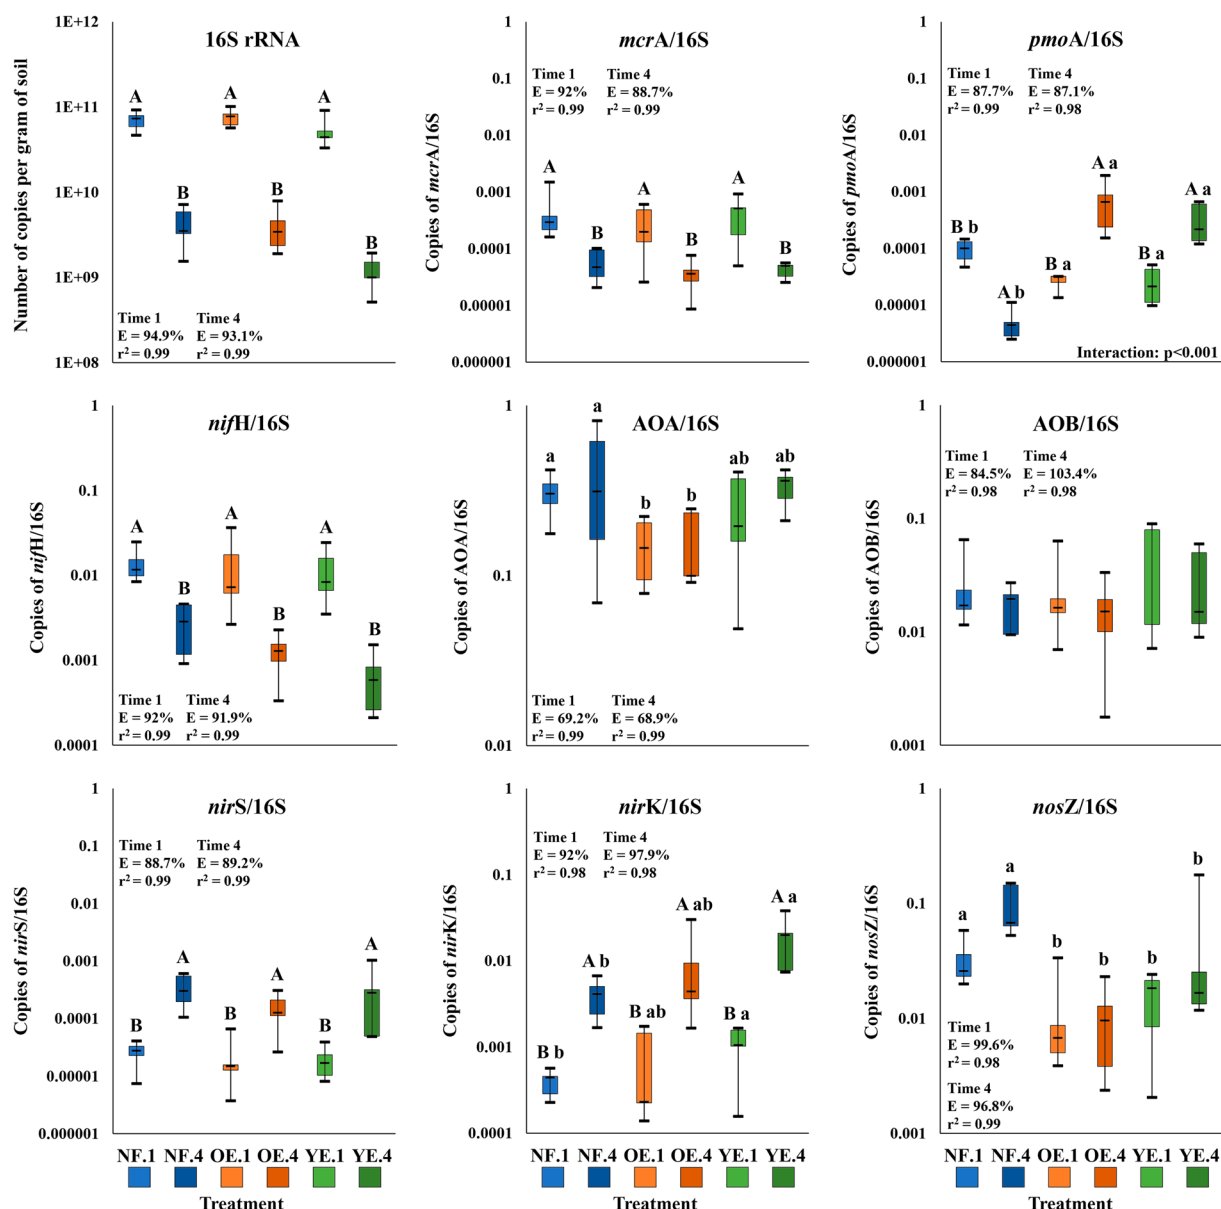 16S rRNA
Number of copies per gram of soil
1E+12
1E+11
1E+10
1E+09
1E+08
A
B
A
B
A
B
Time 1 Time 4
E = 94.9% E = 93.1%
r² = 0.99 r² = 0.99
mcrA/16S
Copies of mcrA/16S
1
0.1
0.01
0.001
0.0001
0.00001
0.000001
Time 1 Time 4
E = 92% E = 88.7%
r² = 0.99 r² = 0.99
A
B
A
B
A
B
pmoA/16S
Copies of pmoA/16S
1
0.1
0.01
0.001
0.0001
0.00001
0.000001
Time 1 Time 4
E = 87.7% E = 87.1%
r² = 0.99 r² = 0.98
B b
A b
B a
A a
B a
A a
Interaction: p<0.001
nifH/16S
Copies of nifH/16S
1
0.1
0.01
0.001
0.0001
A
B
A
B
A
B
Time 1 Time 4
E = 92% E = 91.9%
r² = 0.99 r² = 0.99
AOA/16S
Copies of AOA/16S
1
0.1
0.01
a
a
b
b
ab
ab
Time 1 Time 4
E = 69.2% E = 68.9%
r² = 0.99 r² = 0.99
AOB/16S
Copies of AOB/16S
1
0.1
0.01
0.001
Time 1 Time 4
E = 84.5% E = 103.4%
r² = 0.98 r² = 0.98
nirS/16S
Copies of nirS/16S
1
0.1
0.01
0.001
0.0001
0.00001
0.000001
Time 1 Time 4
E = 88.7% E = 89.2%
r² = 0.99 r² = 0.99
B
A
B
A
B
A
NF.1 NF.4 OE.1 OE.4 YE.1 YE.4
Treatment
nirK/16S
Copies of nirK/16S
1
0.1
0.01
0.001
0.0001
Time 1 Time 4
E = 92% E = 97.9%
r² = 0.98 r² = 0.98
B b
A b
B ab
A ab
B a
A a
NF.1 NF.4 OE.1 OE.4 YE.1 YE.4
Treatment
nosZ/16S
Copies of nosZ/16S
1
0.1
0.01
0.001
a
a
b
b
b
b
Time 1
E = 99.6%
r² = 0.98
Time 4
E = 96.8%
r² = 0.99
NF.1 NF.4 OE.1 OE.4 YE.1 YE.4
Treatment